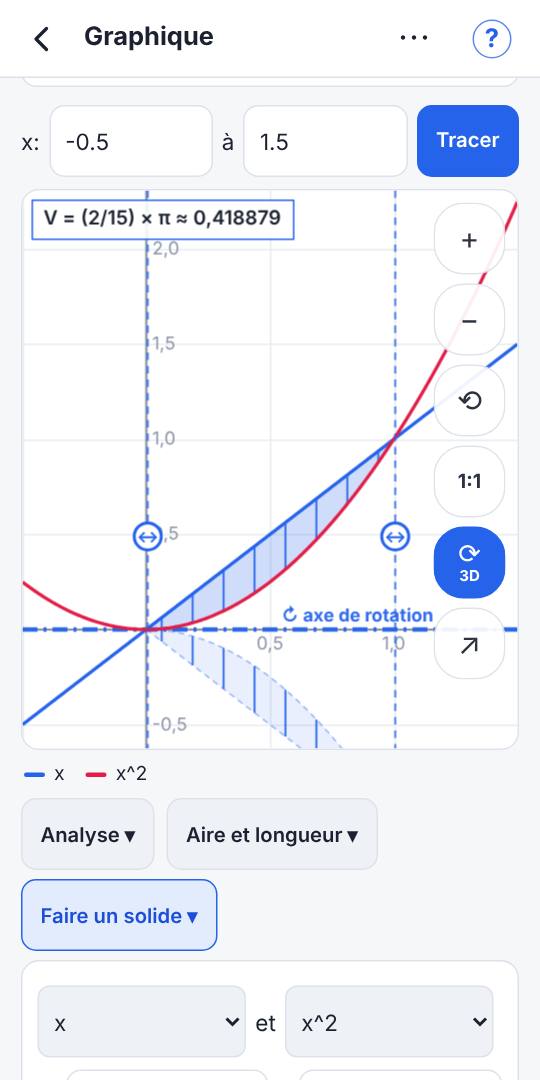 Graphique ... ?
x: -0.5 à 1.5 Tracer
V = (2/15) × π ≈ 0,418879
+
2,0
−
1,5
⟲
1,0
1:1
,5
⟳
3D
↻ axe de rotation
0,5 1,0
-0,5
x x^2
Analyse ▾ Aire et longueur ▾
Faire un solide ▾
x et x^2